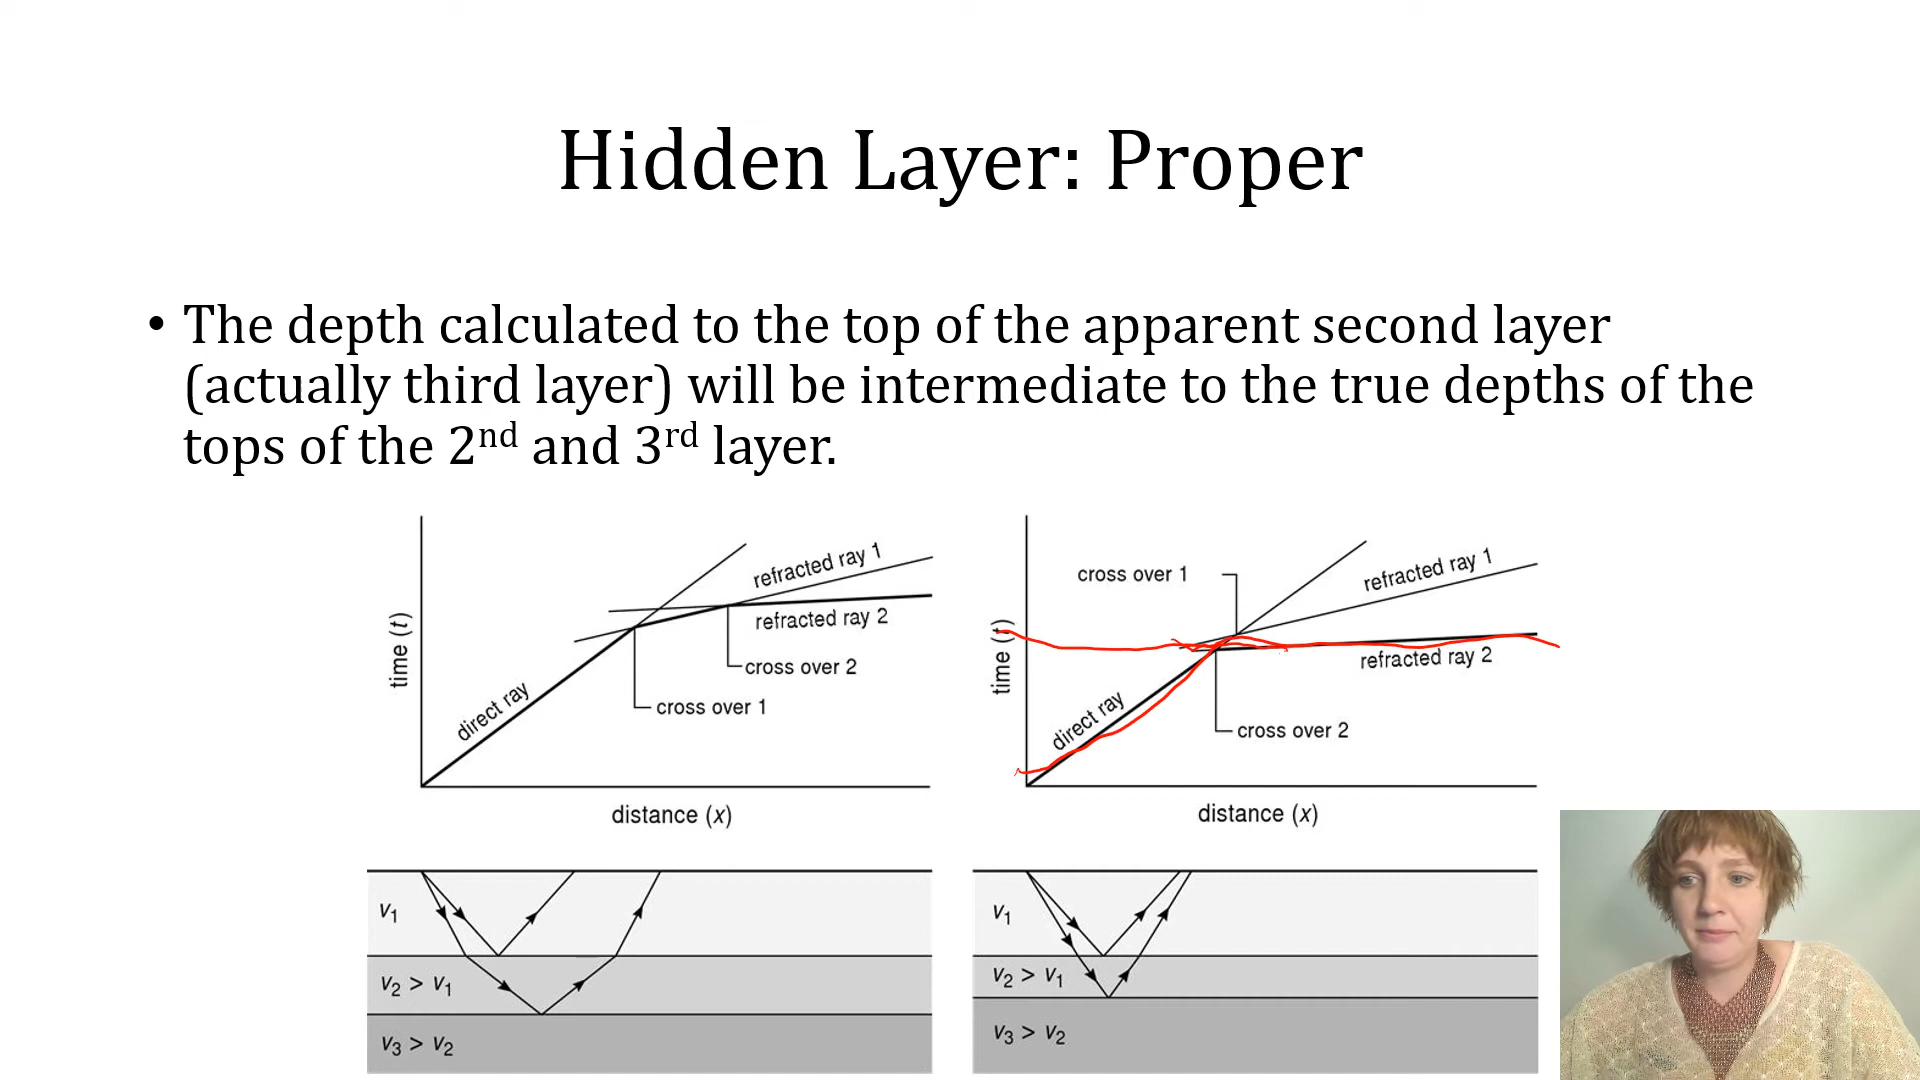 Hidden Layer: Proper
• The depth calculated to the top of the apparent second layer
(actually third layer) will be intermediate to the true depths of the
tops of the 2nd and 3rd layer.
time (t)
direct ray
refracted ray 1
refracted ray 2
cross over 2
cross over 1
distance (x)
v1
v2 > v1
v3 > v2
time (t)
direct ray
cross over 1
refracted ray 1
refracted ray 2
cross over 2
distance (x)
v1
v2 > v1
v3 > v2